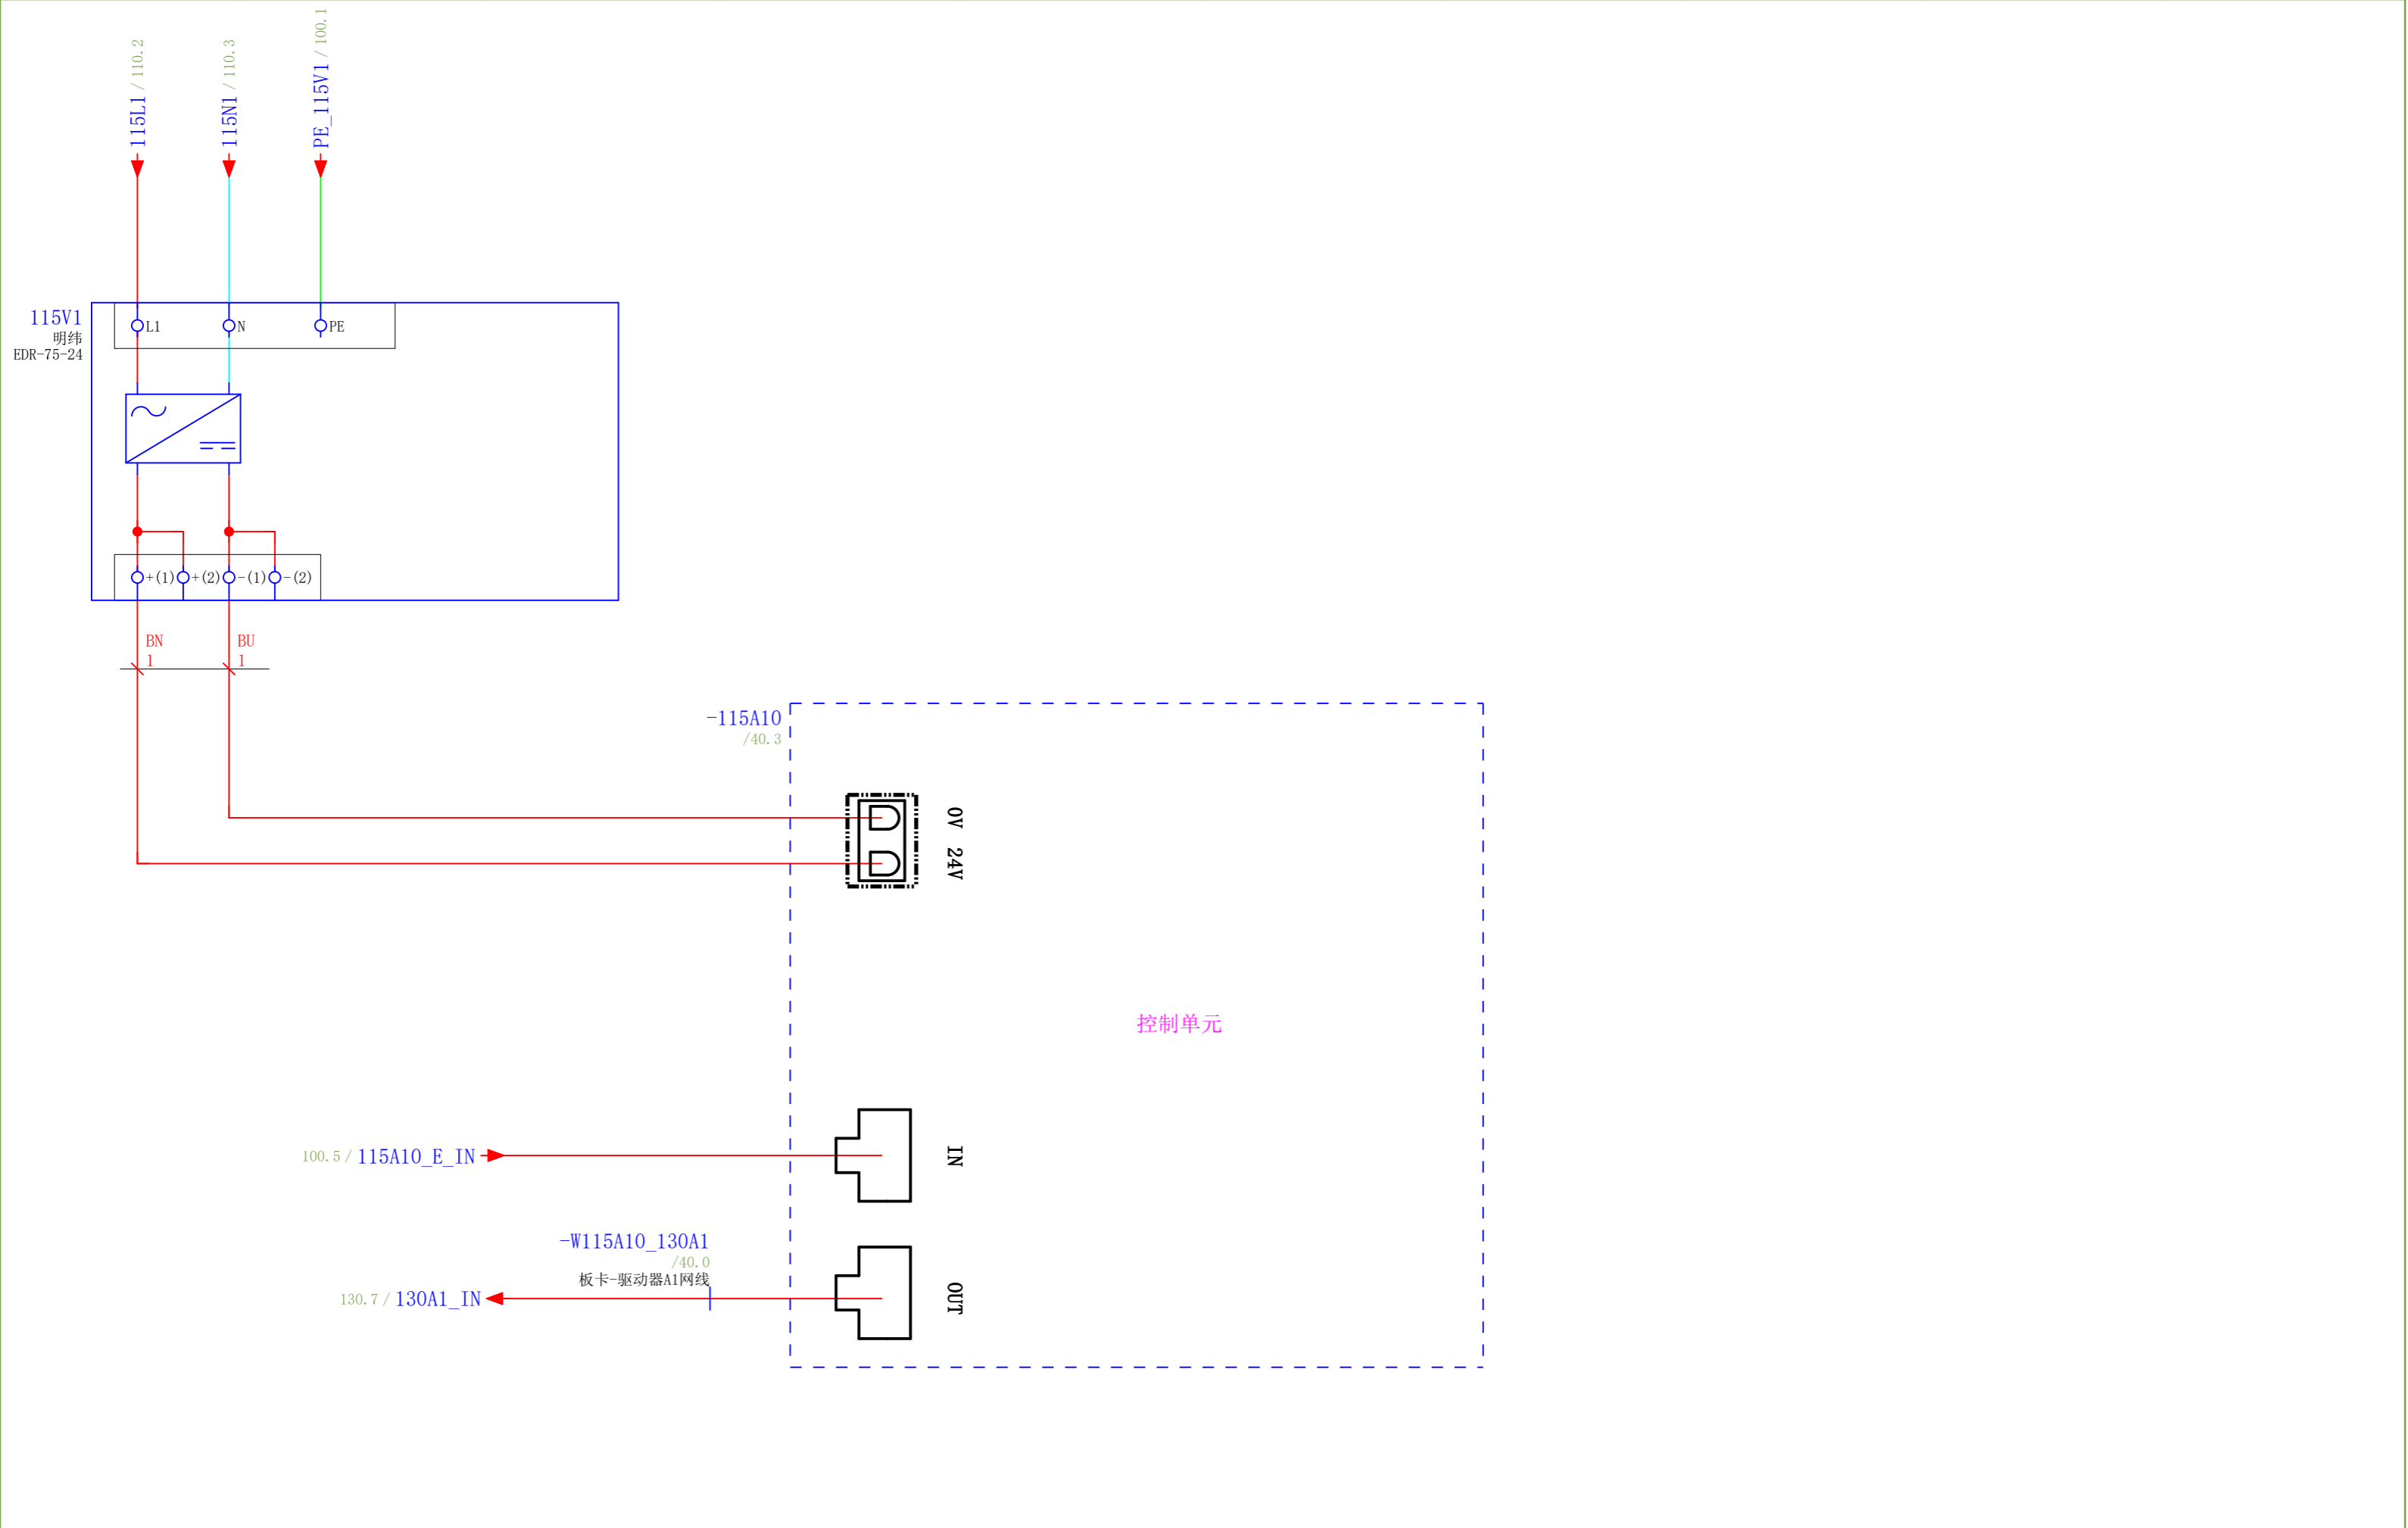 115L1 / 110.2
115N1 / 110.3
PE_115V1 / 100.1
115V1
明纬
EDR-75-24
L1
N
PE
+(1)
+(2)
-(1)
-(2)
BN
1
BU
1
-115A10
/40.3
0V
24V
控制单元
100.5 / 115A10_E_IN
IN
-W115A10_130A1
/40.0
板卡-驱动器A1网线
130.7 / 130A1_IN
OUT